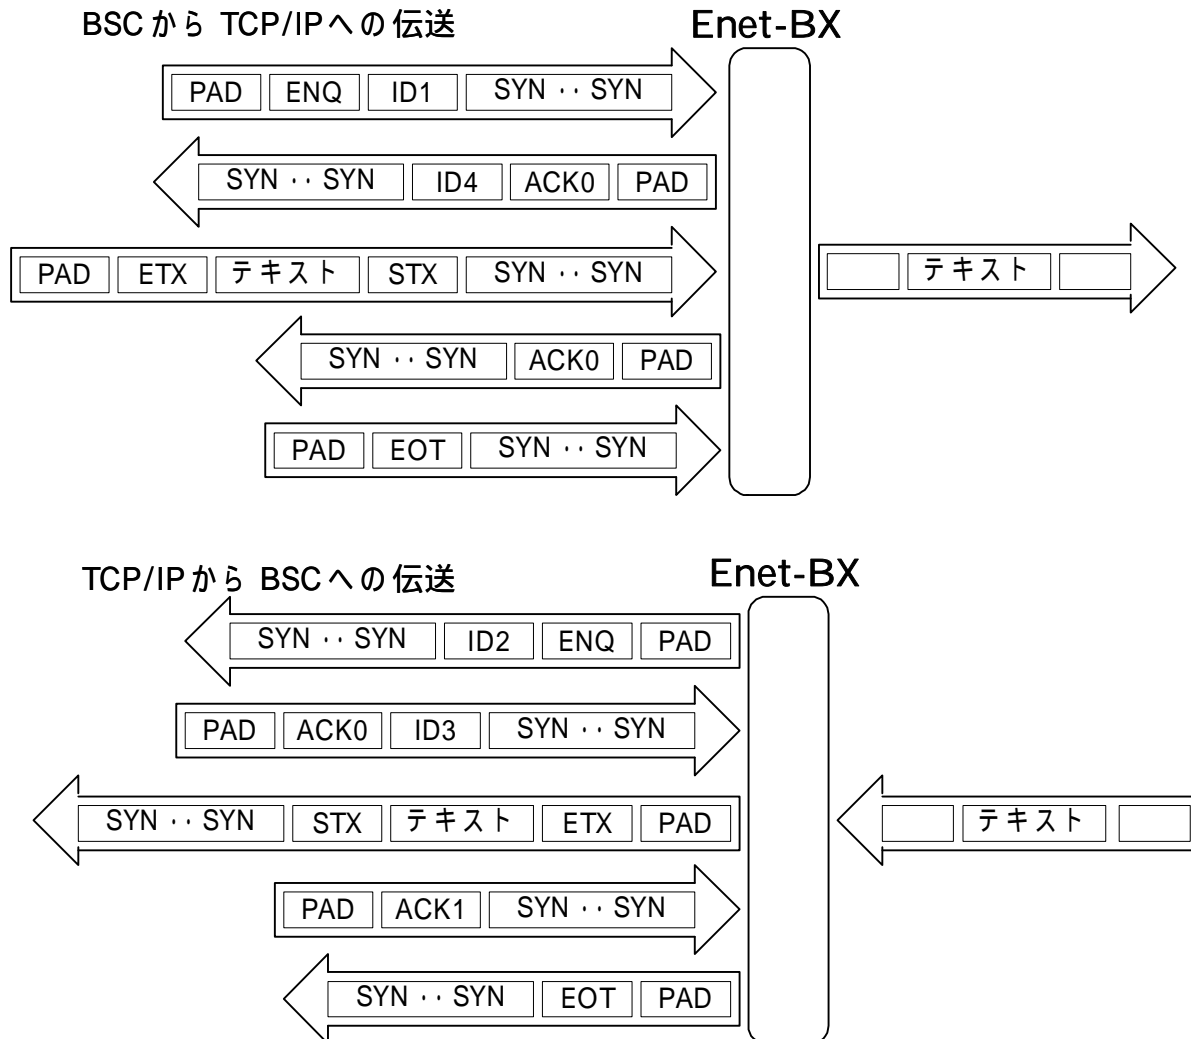 BSCから TCP/IPへの伝送 Enet-BX
PAD ENQ ID1 SYN ・・ SYN
SYN ・・ SYN ID4 ACK0 PAD
PAD ETX テキスト STX SYN ・・ SYN テキスト
SYN ・・ SYN ACK0 PAD
PAD EOT SYN ・・ SYN
TCP/IPから BSCへの伝送 Enet-BX
SYN ・・ SYN ID2 ENQ PAD
PAD ACK0 ID3 SYN ・・ SYN
SYN ・・ SYN STX テキスト ETX PAD テキスト
PAD ACK1 SYN ・・ SYN
SYN ・・ SYN EOT PAD